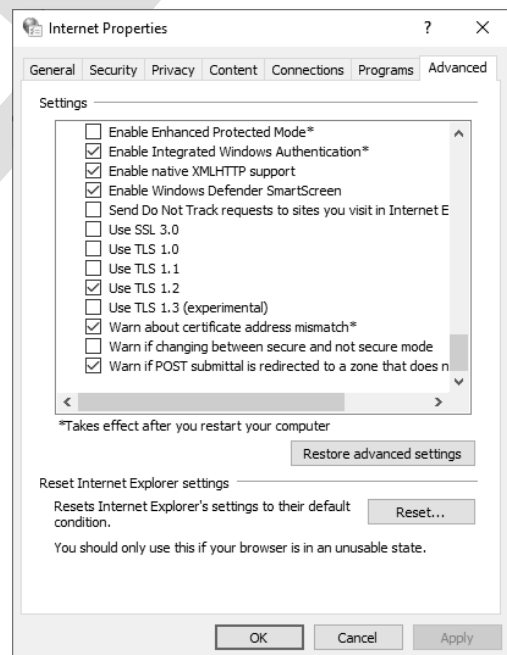 Internet Properties
?
General Security Privacy Content Connections Programs Advanced
Settings
Enable Enhanced Protected Mode*
Enable Integrated Windows Authentication*
Enable native XMLHTTP support
Enable Windows Defender SmartScreen
Send Do Not Track requests to sites you visit in Internet E
Use SSL 3.0
Use TLS 1.0
Use TLS 1.1
Use TLS 1.2
Use TLS 1.3 (experimental)
Warn about certificate address mismatch*
Warn if changing between secure and not secure mode
Warn if POST submittal is redirected to a zone that does n
*Takes effect after you restart your computer
Restore advanced settings
Reset Internet Explorer settings
Resets Internet Explorer's settings to their default
condition.
Reset...
You should only use this if your browser is in an unusable state.
OK Cancel Apply